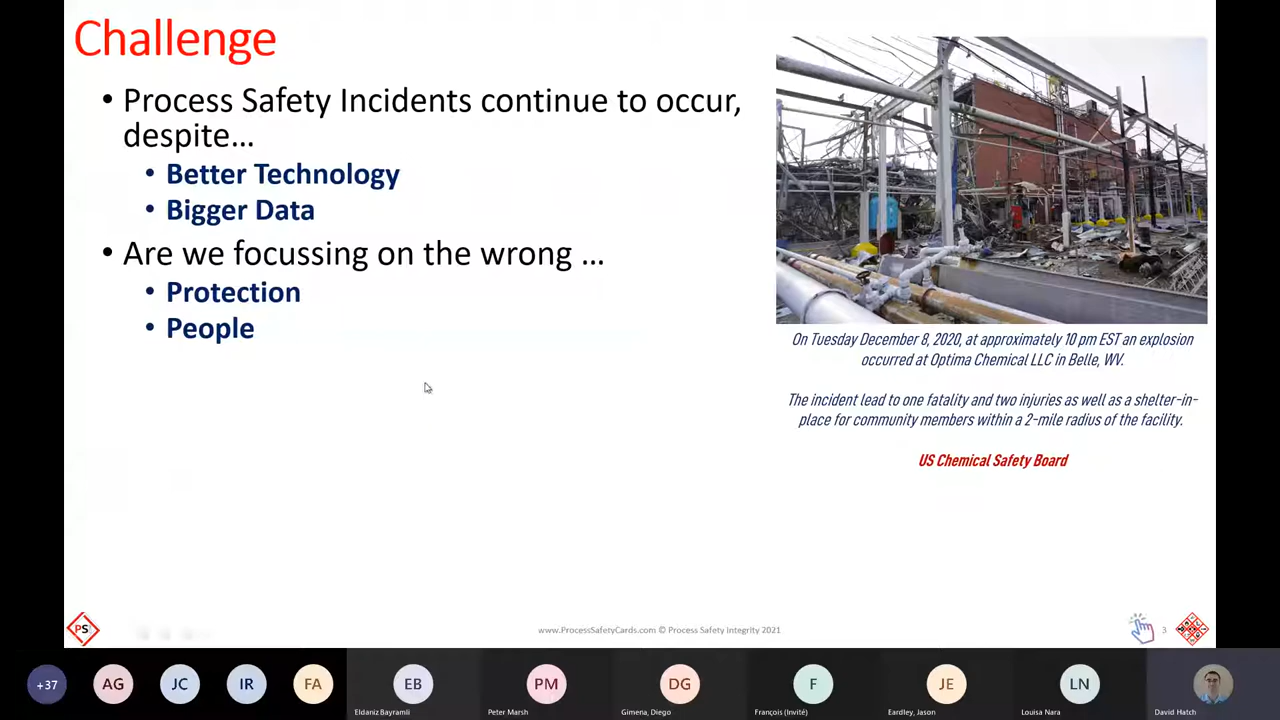 Challenge
• Process Safety Incidents continue to occur,
despite…
• Better Technology
• Bigger Data
• Are we focussing on the wrong …
• Protection
• People
On Tuesday December 8, 2020, at approximately 10 pm EST an explosion
occurred at Optima Chemical LLC in Belle, WV.
The incident lead to one fatality and two injuries as well as a shelter-in-
place for community members within a 2-mile radius of the facility.
US Chemical Safety Board
PS
www.ProcessSafetyCards.com © Process Safety Integrity 2021
3
+37
AG
JC
IR
FA
EB
PM
DG
F
JE
LN
Eldaniz Bayramli
Peter Marsh
Gimena, Diego
François (Invité)
Eardley, Jason
Louisa Nara
David Hatch